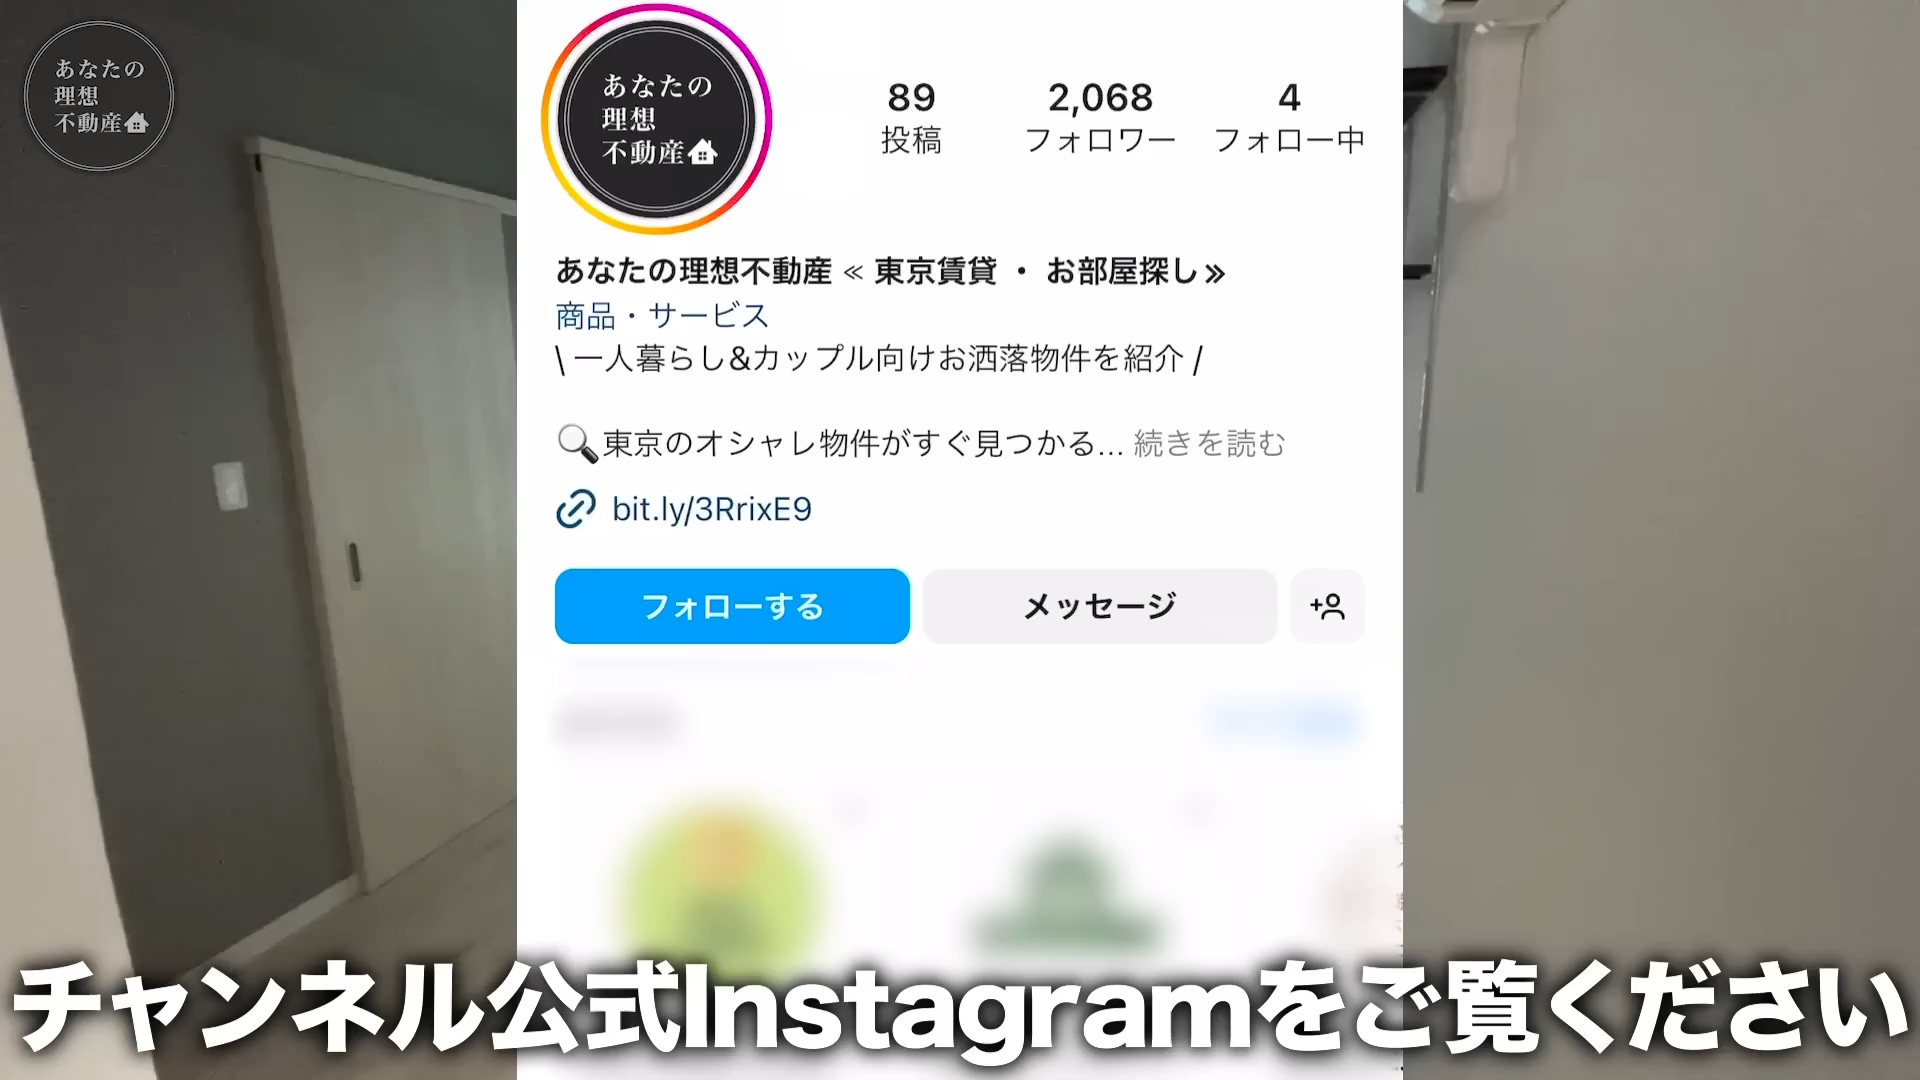 あなたの
理想
不動産
あなたの
理想
不動産
89
投稿
2,068
フォロワー
4
フォロー中
あなたの理想不動産 ≪ 東京賃貸 ・ お部屋探し≫
商品・サービス
\ 一人暮らし&カップル向けお洒落物件を紹介 /
東京のオシャレ物件がすぐ見つかる... 続きを読む
bit.ly/3RrixE9
フォローする
メッセージ
チャンネル公式Instagramをご覧ください